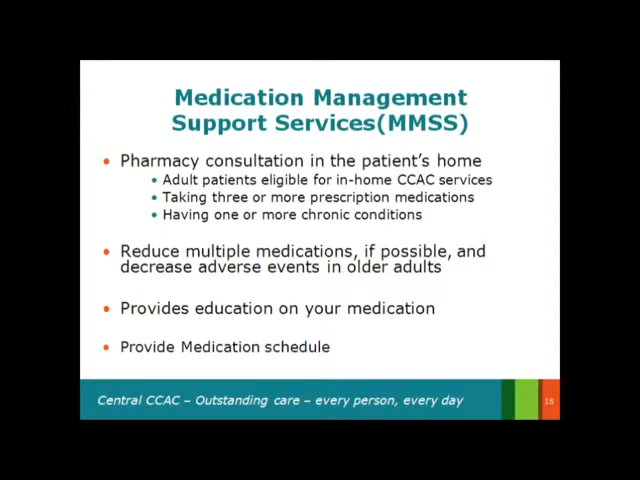 Medication Management
Support Services(MMSS)
• Pharmacy consultation in the patient's home
• Adult patients eligible for in-home CCAC services
• Taking three or more prescription medications
• Having one or more chronic conditions
• Reduce multiple medications, if possible, and
decrease adverse events in older adults
• Provides education on your medication
• Provide Medication schedule
Central CCAC – Outstanding care – every person, every day
15